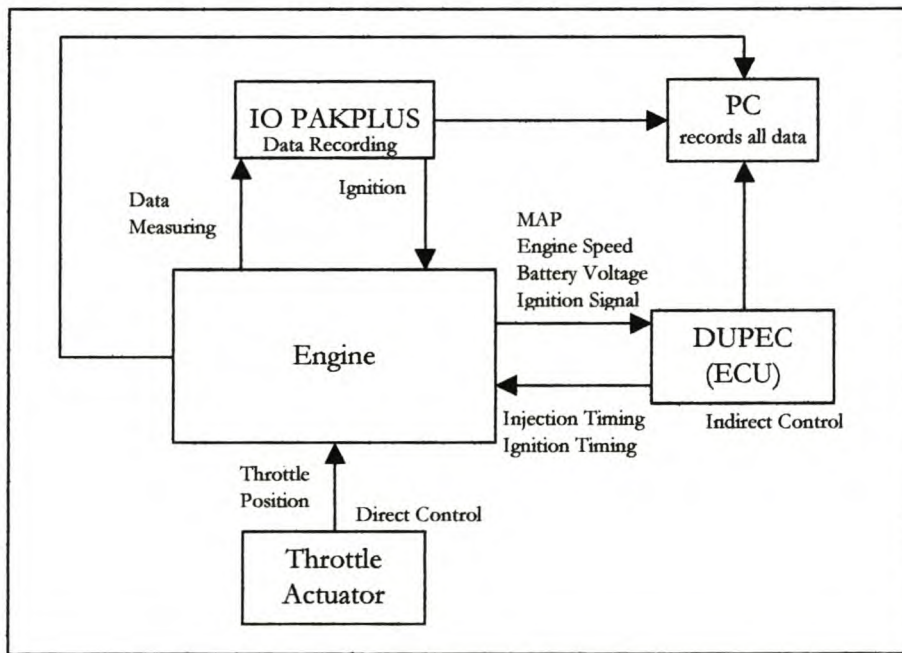 IO PAKPLUS
Data Recording
PC
records all data
Ignition
Data
Measuring
MAP
Engine Speed
Battery Voltage
Ignition Signal
Engine
DUPEC
(ECU)
Injection Timing
Ignition Timing
Indirect Control
Throttle
Position
Direct Control
Throttle
Actuator